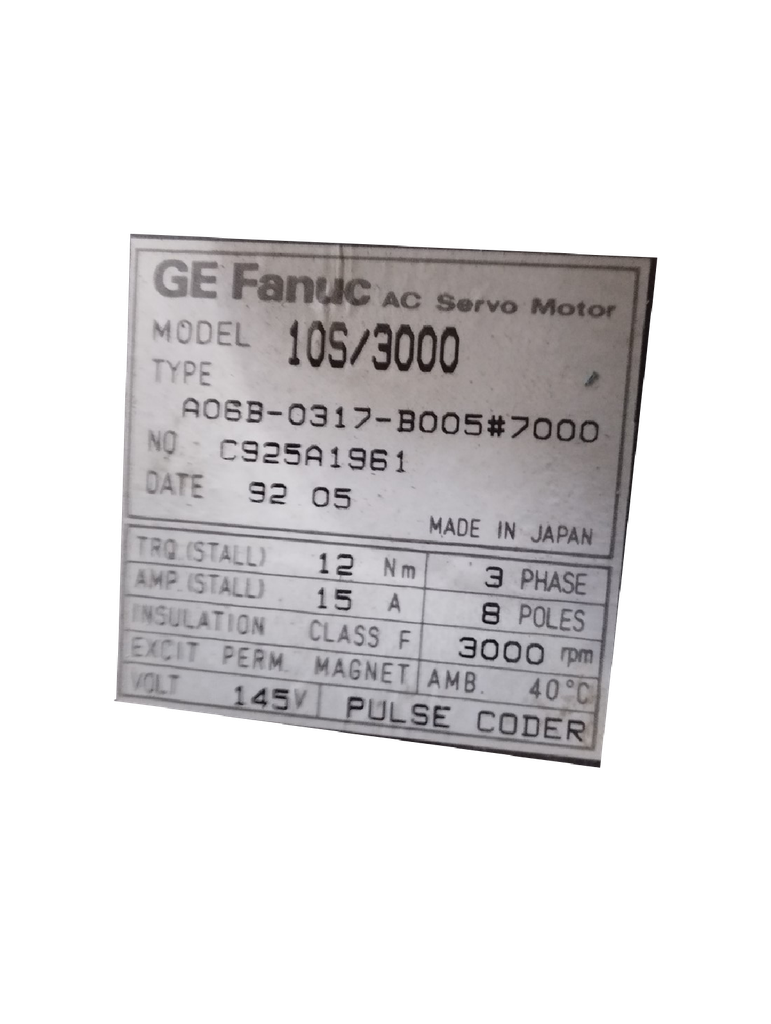 GE Fanuc AC Servo Motor
MODEL 10S/3000
TYPE
A06B-0317-B005#7000
NO C925A1961
DATE 92 05
MADE IN JAPAN
TRQ.(STALL) 12 Nm 3 PHASE
AMP.(STALL) 15 A 8 POLES
INSULATION CLASS F 3000 rpm
EXCIT PERM. MAGNET AMB. 40°C
VOLT 145V PULSE CODER